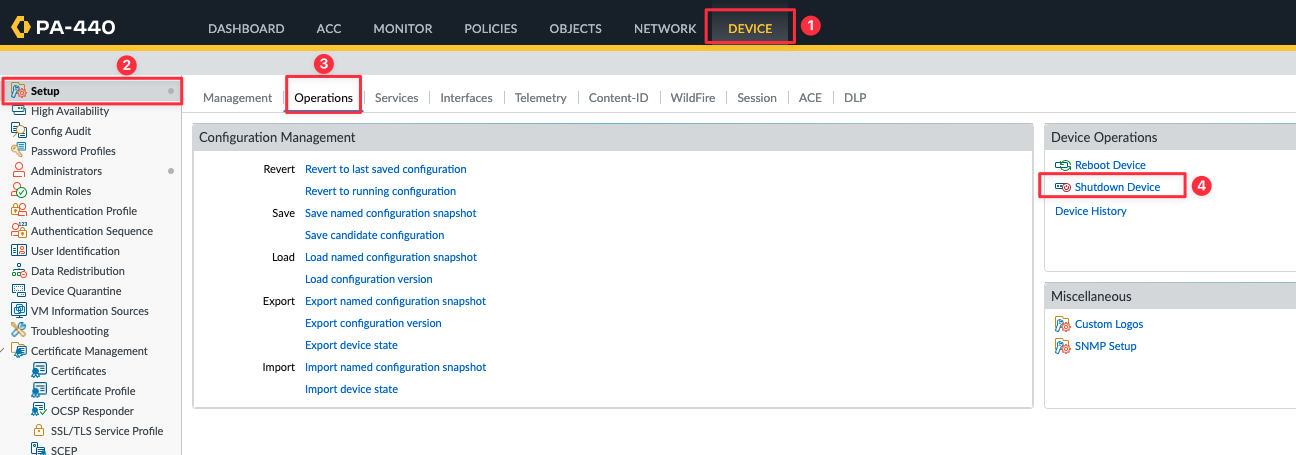 PA-440 DASHBOARD ACC MONITOR POLICIES OBJECTS NETWORK DEVICE 1
2 3
Setup
High Availability
Config Audit
Password Profiles
Administrators
Admin Roles
Authentication Profile
Authentication Sequence
User Identification
Data Redistribution
Device Quarantine
VM Information Sources
Troubleshooting
Certificate Management
Certificates
Certificate Profile
OCSP Responder
SSL/TLS Service Profile
SCEP
Management Operations Services Interfaces Telemetry Content-ID WildFire Session ACE DLP
Configuration Management
Revert Revert to last saved configuration
Revert to running configuration
Save Save named configuration snapshot
Save candidate configuration
Load Load named configuration snapshot
Load configuration version
Export Export named configuration snapshot
Export configuration version
Export device state
Import Import named configuration snapshot
Import device state
Device Operations
Reboot Device
Shutdown Device 4
Device History
Miscellaneous
Custom Logos
SNMP Setup